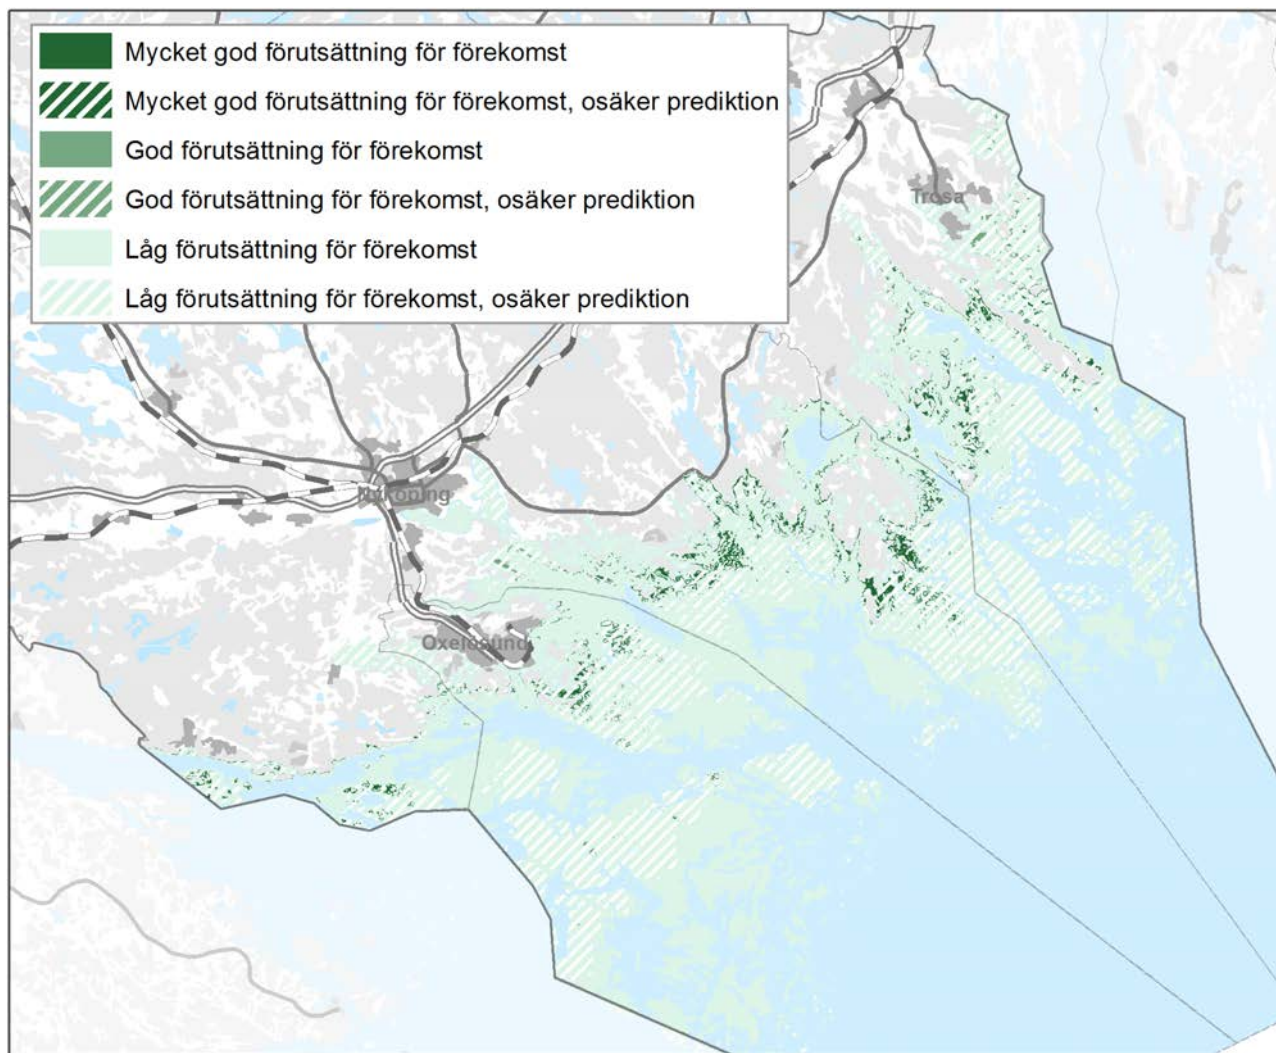 Mycket god förutsättning för förekomst
Mycket god förutsättning för förekomst, osäker prediktion
God förutsättning för förekomst
God förutsättning för förekomst, osäker prediktion
Låg förutsättning för förekomst
Låg förutsättning för förekomst, osäker prediktion
Trosa
Nyköping
Oxelösund